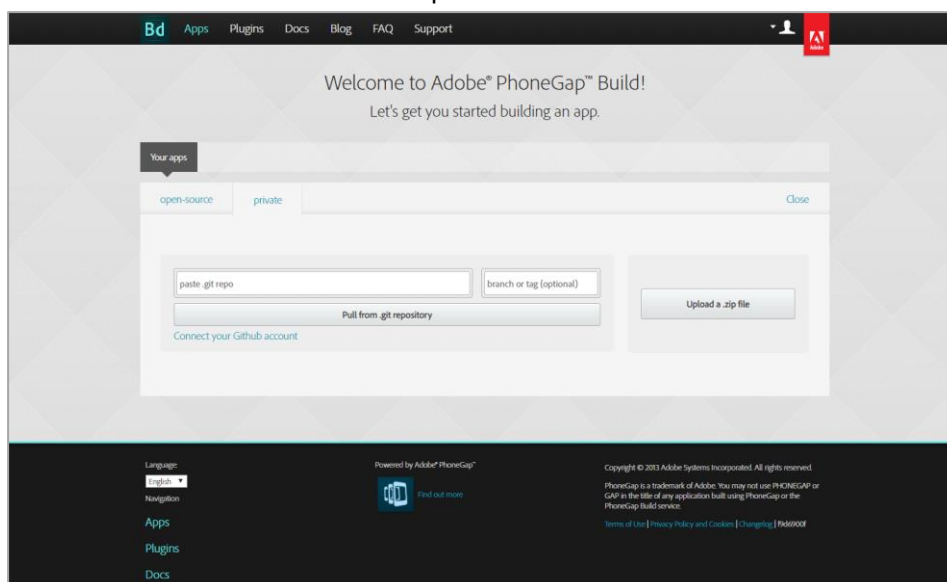 Bd Apps Plugins Docs Blog FAQ Support
Adobe
Welcome to Adobe® PhoneGap™ Build!
Let's get you started building an app.
Your apps
open-source private Close
paste .git repo branch or tag (optional)
Upload a .zip file
Pull from .git repository
Connect your Github account
Language:
English
Navigation
Apps
Plugins
Docs
Powered by Adobe® PhoneGap™
Find out more
Copyright © 2013 Adobe Systems Incorporated. All rights reserved.
PhoneGap is a trademark of Adobe. You may not use PHONEGAP or
GAP in the title of any application built using PhoneGap or the
PhoneGap Build service.
Terms of Use | Privacy Policy and Cookies | Changelog |